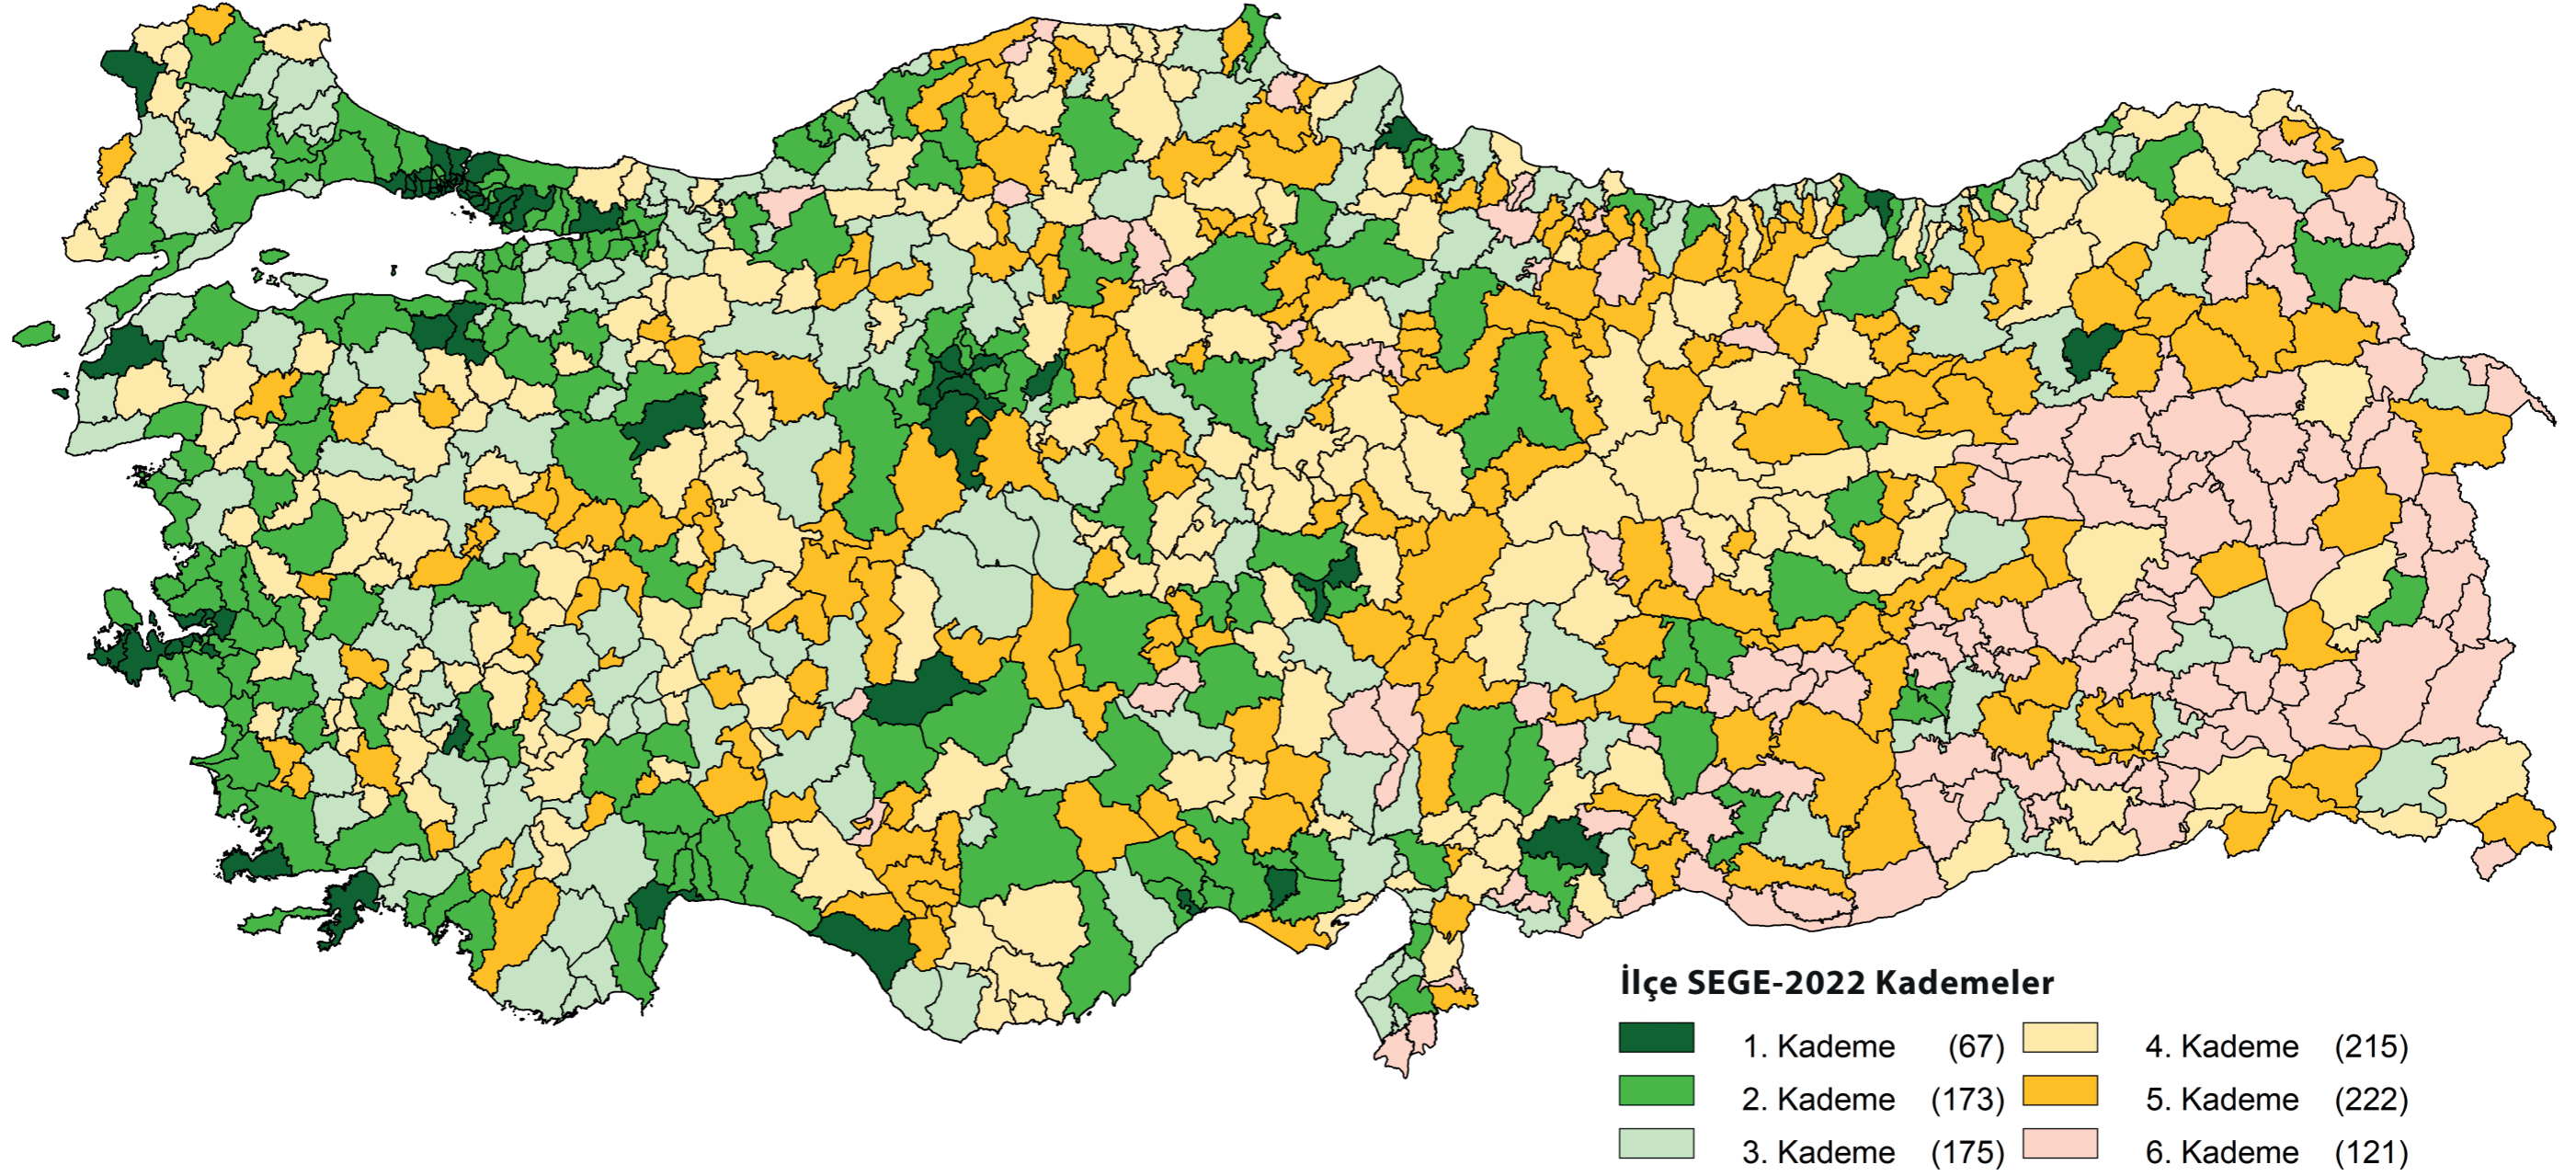 İlçe SEGE-2022 Kademeler
1. Kademe (67) 4. Kademe (215)
2. Kademe (173) 5. Kademe (222)
3. Kademe (175) 6. Kademe (121)